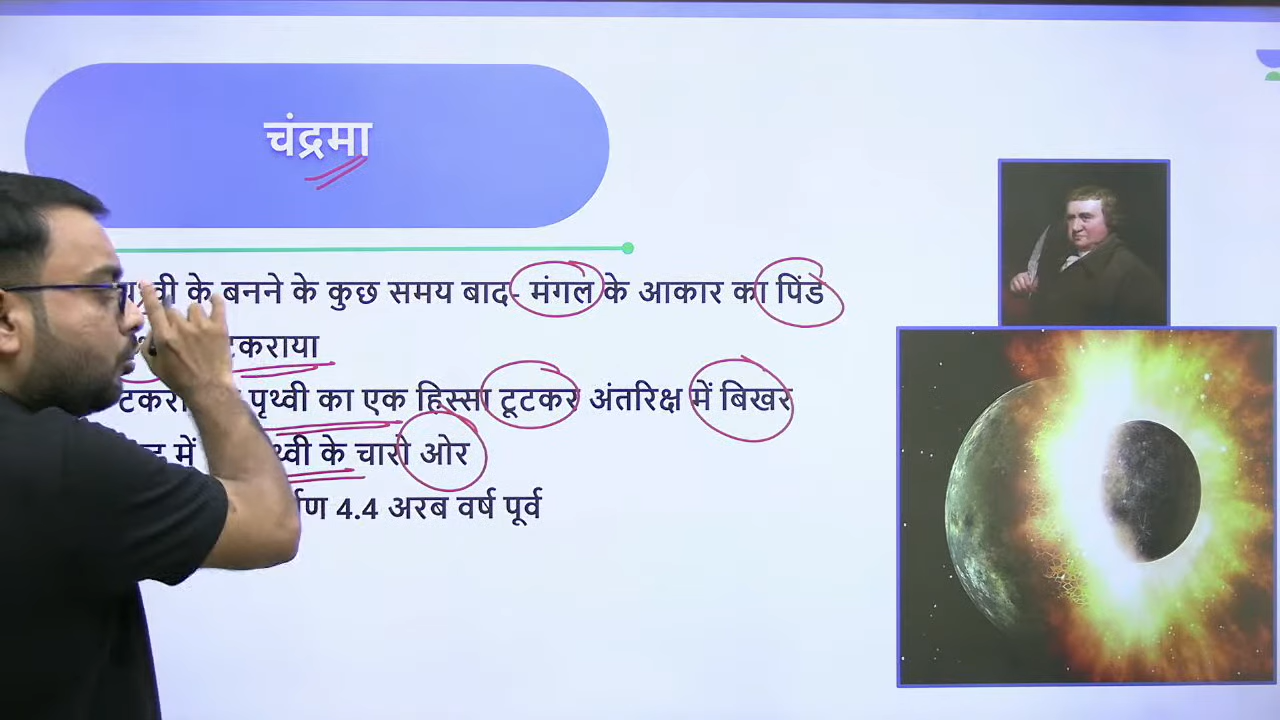 चंद्रमा
के बनने के कुछ समय बाद- मंगल के आकार का पिंड
टकराया
पृथ्वी का एक हिस्सा टूटकर अंतरिक्ष में बिखर
में के चारो ओर
4.4 अरब वर्ष पूर्व